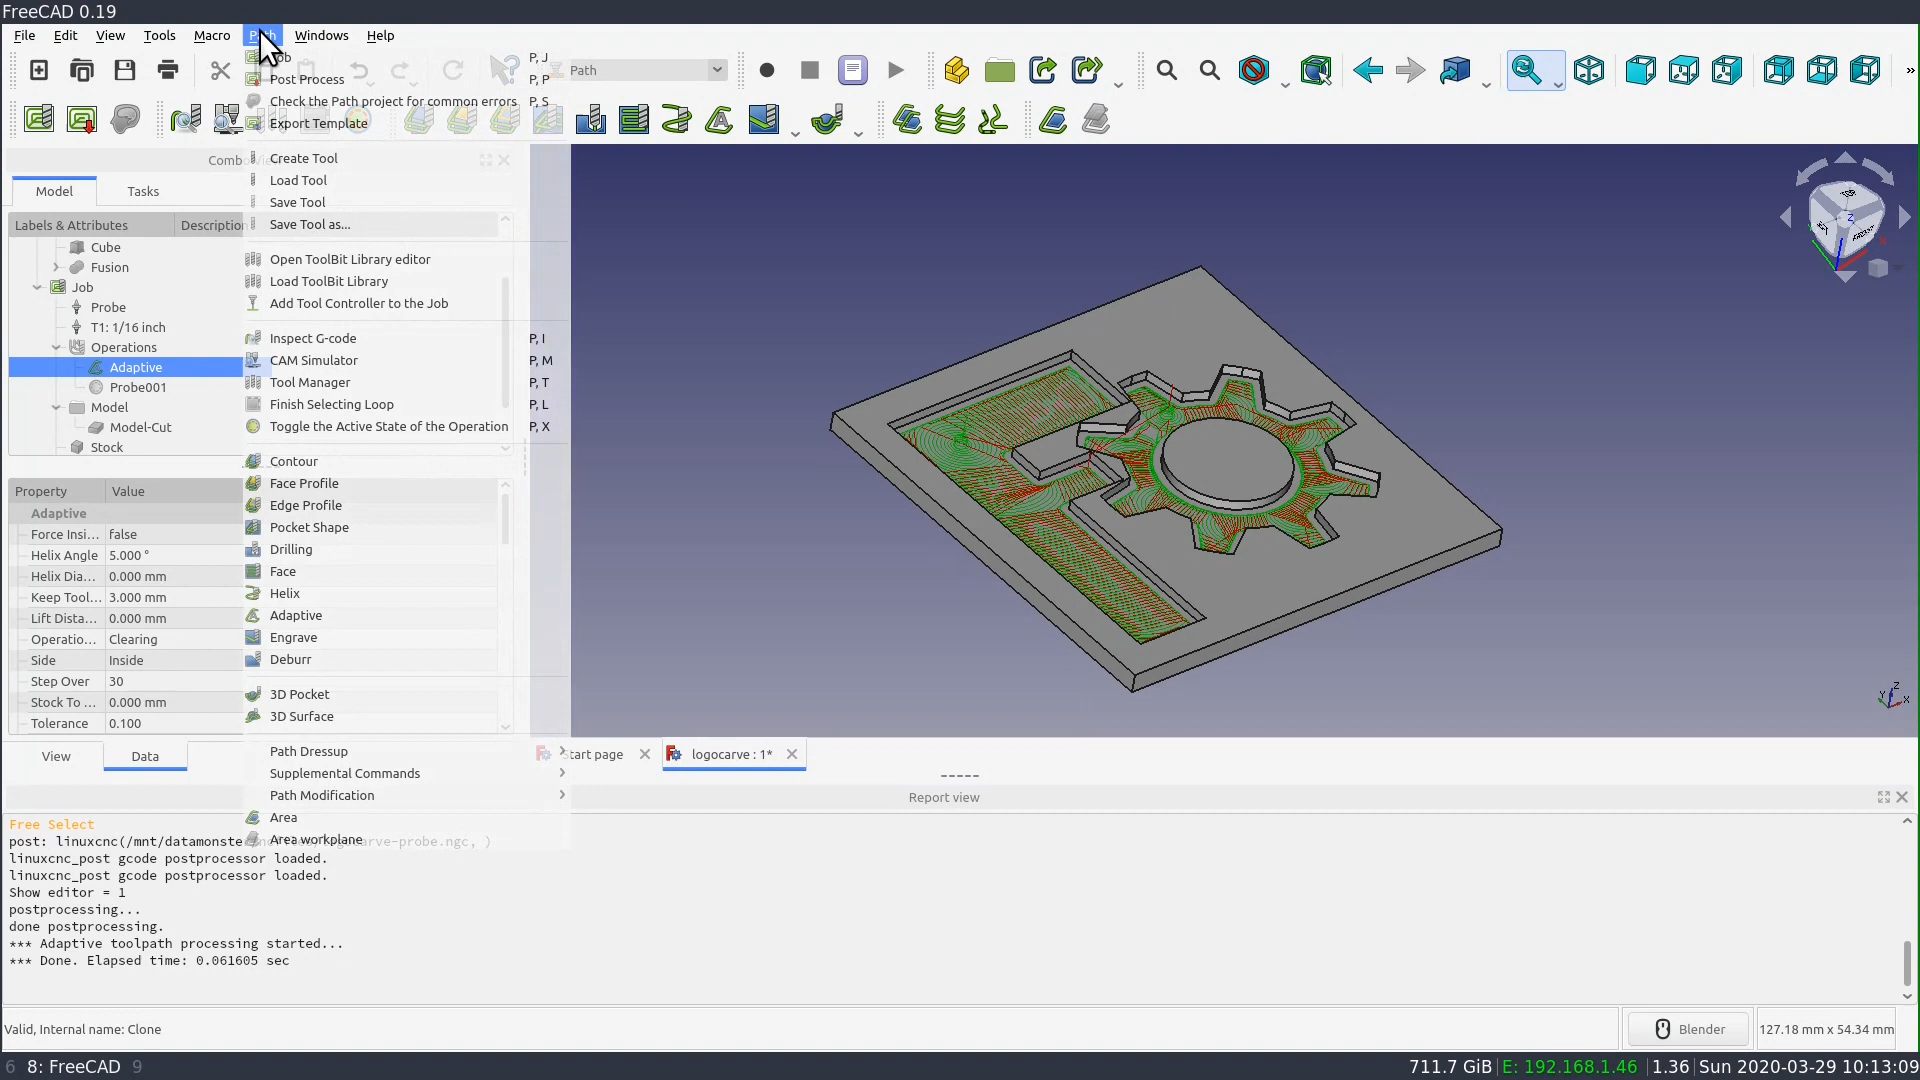 FreeCAD 0.19
File Edit View Tools Macro Path Windows Help
Path
Job P, J
Post Process P, P
Check the Path project for common errors P, S
Export Template
Create Tool
Load Tool
Save Tool
Save Tool as...
Open ToolBit Library editor
Load ToolBit Library
Add Tool Controller to the Job
Inspect G-code P, I
CAM Simulator P, M
Tool Manager P, T
Finish Selecting Loop P, L
Toggle the Active State of the Operation P, X
Contour
Face Profile
Edge Profile
Pocket Shape
Drilling
Face
Helix
Adaptive
Engrave
Deburr
3D Pocket
3D Surface
Path Dressup
Supplemental Commands
Path Modification
Area
Area workplane
Model Tasks
Labels & Attributes Description
Cube
Fusion
Job
Probe
T1: 1/16 inch
Operations
Adaptive
Probe001
Model
Model-Cut
Stock
Property Value
Adaptive
Force Insi... false
Helix Angle 5.000 °
Helix Dia... 0.000 mm
Keep Tool... 3.000 mm
Lift Dista... 0.000 mm
Operatio... Clearing
Side Inside
Step Over 30
Stock To ... 0.000 mm
Tolerance 0.100
View Data
Start page
logocarve : 1*
Report view
Free Select
post: linuxcnc(/mnt/datamonste
arve-probe.ngc, )
linuxcnc_post gcode postprocessor loaded.
linuxcnc_post gcode postprocessor loaded.
Show editor = 1
postprocessing...
done postprocessing.
*** Adaptive toolpath processing started...
*** Done. Elapsed time: 0.061605 sec
Valid, Internal name: Clone
Blender
127.18 mm x 54.34 mm
6 8: FreeCAD 9
711.7 GiB|E: 192.168.1.46 |1.36|Sun 2020-03-29 10:13:09